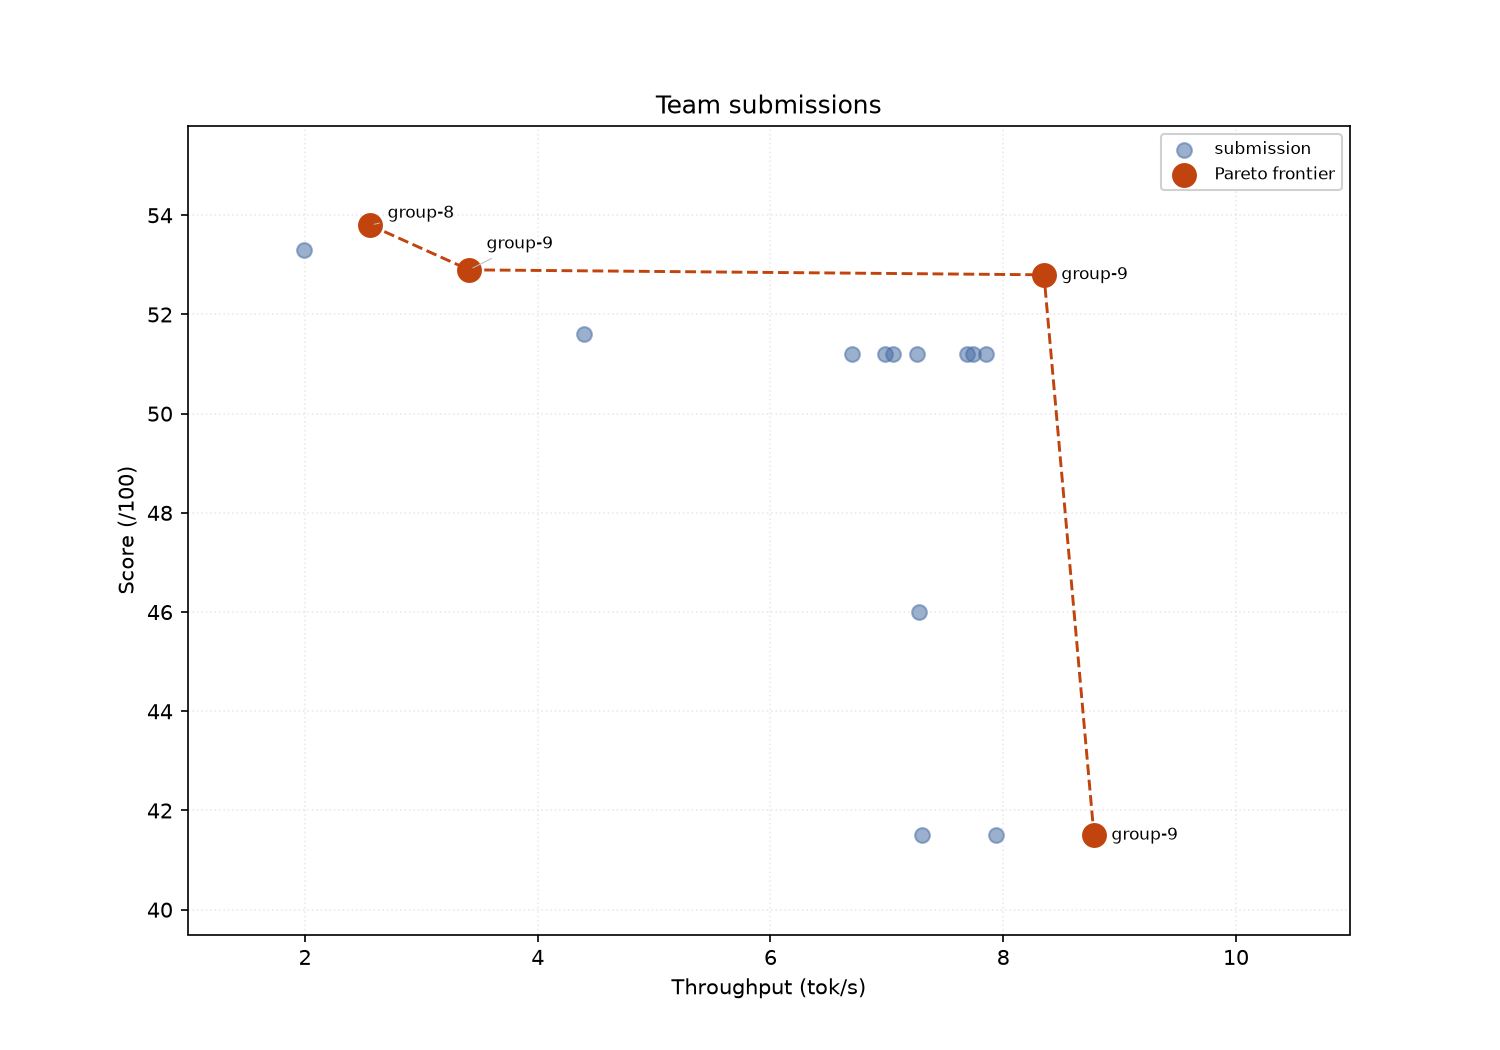 Team submissions
submission
Pareto frontier
group-8
group-9
group-9
group-9
54
52
50
48
46
44
42
40
Score (/100)
2 4 6 8 10
Throughput (tok/s)